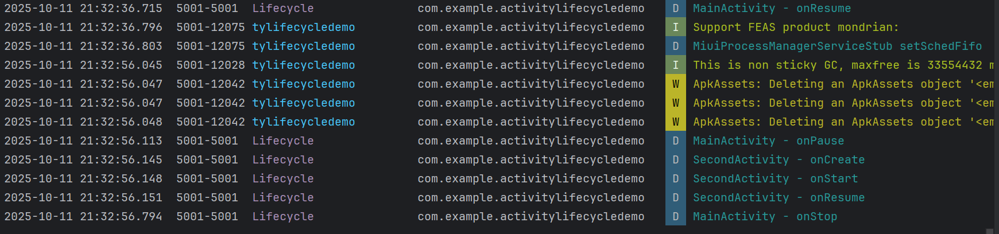 2025-10-11 21:32:36.715 5001-5001 Lifecycle com.example.activitylifecycledemo D MainActivity - onResume
2025-10-11 21:32:36.796 5001-12075 tylifecycledemo com.example.activitylifecycledemo I Support FEAS product mondrian:
2025-10-11 21:32:36.803 5001-12075 tylifecycledemo com.example.activitylifecycledemo D MiuiProcessManagerServiceStub setSchedFifo
2025-10-11 21:32:56.045 5001-12028 tylifecycledemo com.example.activitylifecycledemo I This is non sticky GC, maxfree is 33554432 m
2025-10-11 21:32:56.047 5001-12042 tylifecycledemo com.example.activitylifecycledemo W ApkAssets: Deleting an ApkAssets object '<em
2025-10-11 21:32:56.047 5001-12042 tylifecycledemo com.example.activitylifecycledemo W ApkAssets: Deleting an ApkAssets object '<em
2025-10-11 21:32:56.048 5001-12042 tylifecycledemo com.example.activitylifecycledemo W ApkAssets: Deleting an ApkAssets object '<em
2025-10-11 21:32:56.113 5001-5001 Lifecycle com.example.activitylifecycledemo D MainActivity - onPause
2025-10-11 21:32:56.145 5001-5001 Lifecycle com.example.activitylifecycledemo D SecondActivity - onCreate
2025-10-11 21:32:56.148 5001-5001 Lifecycle com.example.activitylifecycledemo D SecondActivity - onStart
2025-10-11 21:32:56.151 5001-5001 Lifecycle com.example.activitylifecycledemo D SecondActivity - onResume
2025-10-11 21:32:56.794 5001-5001 Lifecycle com.example.activitylifecycledemo D MainActivity - onStop